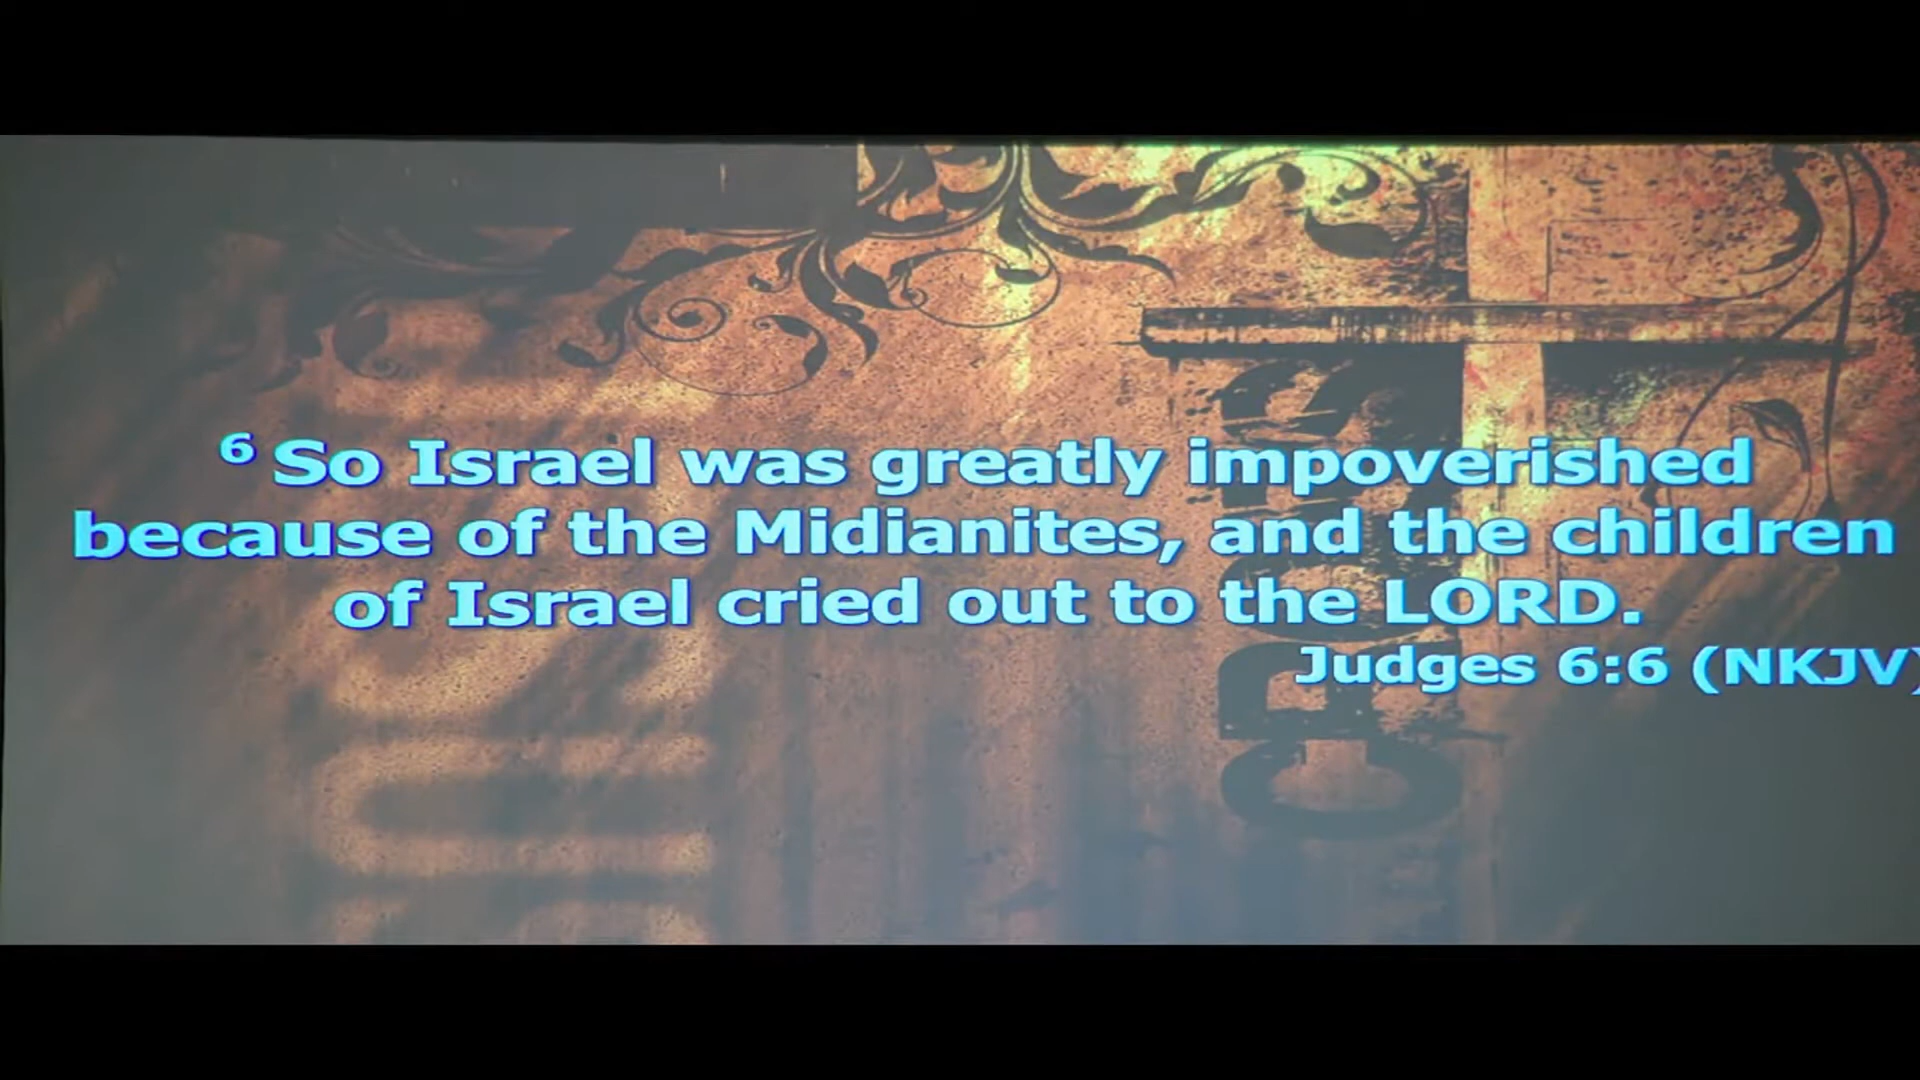 6 So Israel was greatly impoverished
because of the Midianites, and the children
of Israel cried out to the LORD.
Judges 6:6 (NKJV)